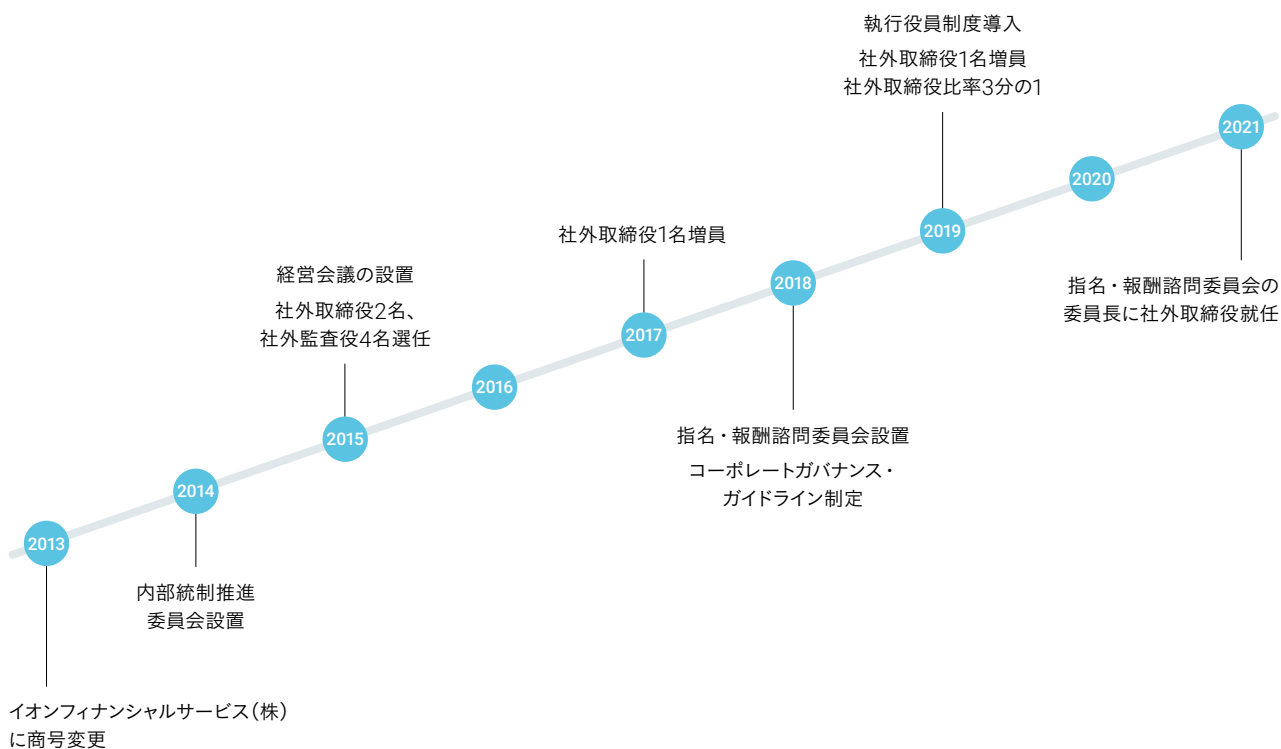 執行役員制度導入
社外取締役1名増員
社外取締役比率3分の1
2021
2020
2019
社外取締役1名増員
2018
経営会議の設置
社外取締役2名、
社外監査役4名選任
指名・報酬諮問委員会の
委員長に社外取締役就任
2017
2016
2015
指名・報酬諮問委員会設置
コーポレートガバナンス・
ガイドライン制定
2014
2013
内部統制推進
委員会設置
イオンフィナンシャルサービス(株)
に商号変更